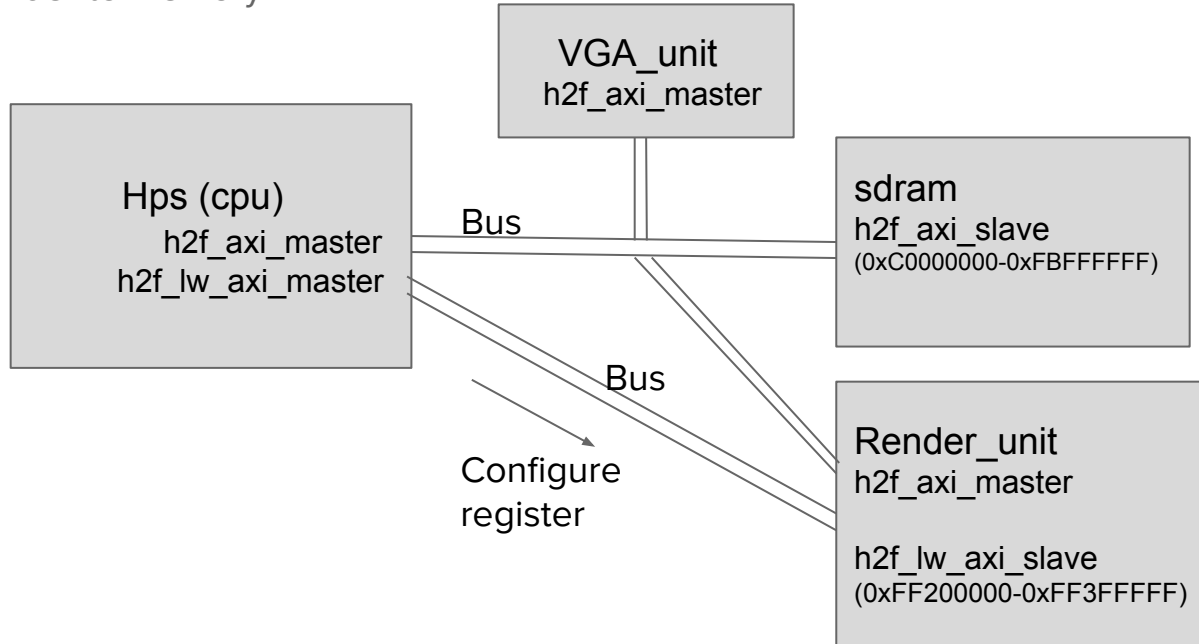 VGA_unit
h2f_axi_master
Hps (cpu)
h2f_axi_master
h2f_lw_axi_master
Bus
sdram
h2f_axi_slave
(0xC0000000-0xFBFFFFFF)
Bus
Configure
register
Render_unit
h2f_axi_master
h2f_lw_axi_slave
(0xFF200000-0xFF3FFFFF)